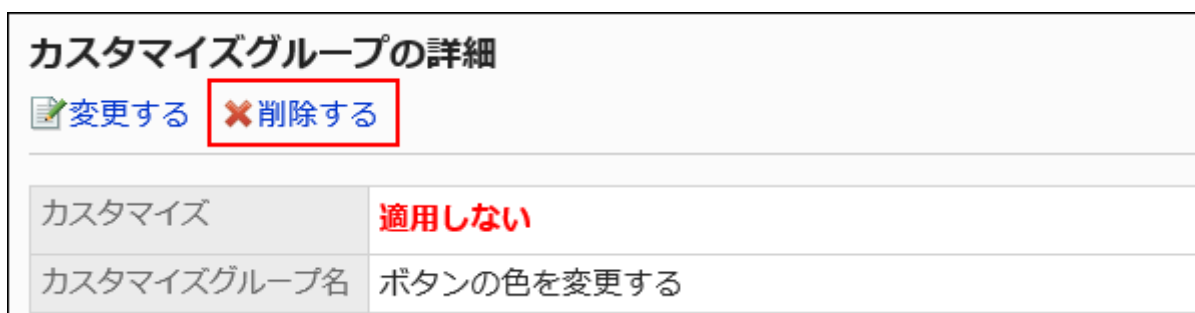 カスタマイズグループの詳細
変更する 削除する
カスタマイズ 適用しない
カスタマイズグループ名 ボタンの色を変更する